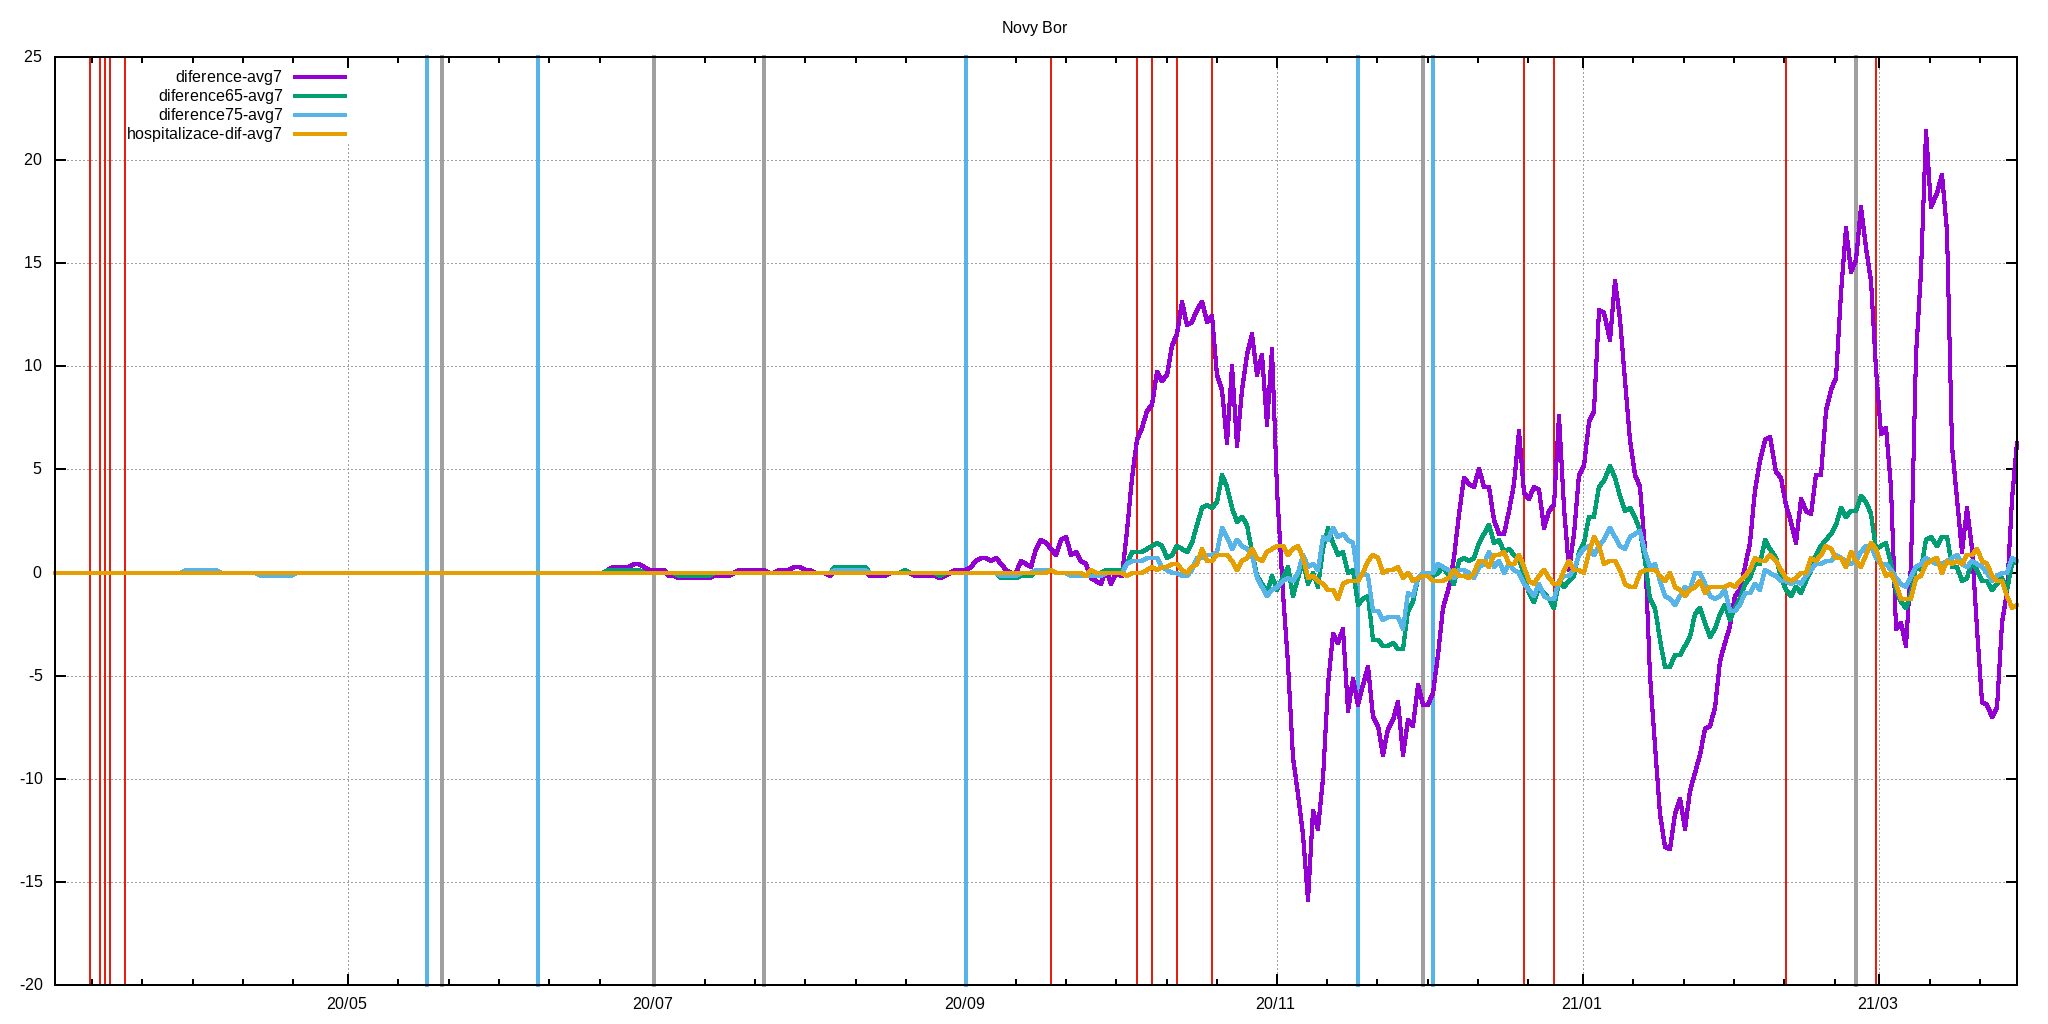 Novy Bor
25
20
15
10
5
0
-5
-10
-15
-20
diference-avg7
diference65-avg7
diference75-avg7
hospitalizace-dif-avg7
20/05 20/07 20/09 20/11 21/01 21/03